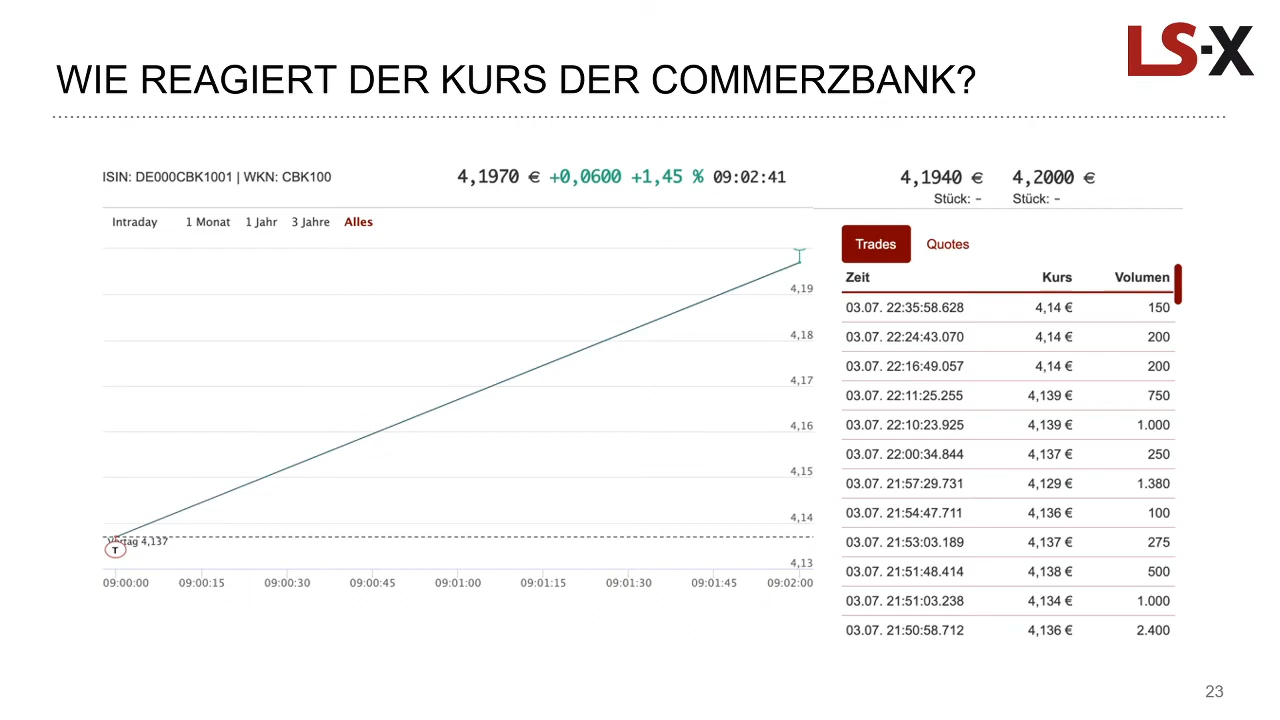 LS-X
WIE REAGIERT DER KURS DER COMMERZBANK?
ISIN: DE000CBK1001 | WKN: CBK100
4,1970 € +0,0600 +1,45 % 09:02:41
4,1940 € 4,2000 €
Stück: – Stück: –
Intraday 1 Monat 1 Jahr 3 Jahre Alles
4,19
4,18
4,17
4,16
4,15
4,14
4,13
Vortag 4,137
T
09:00:00 09:00:15 09:00:30 09:00:45 09:01:00 09:01:15 09:01:30 09:01:45 09:02:00
Trades Quotes
Zeit Kurs Volumen
03.07. 22:35:58.628 4,14 € 150
03.07. 22:24:43.070 4,14 € 200
03.07. 22:16:49.057 4,14 € 200
03.07. 22:11:25.255 4,139 € 750
03.07. 22:10:23.925 4,139 € 1.000
03.07. 22:00:34.844 4,137 € 250
03.07. 21:57:29.731 4,129 € 1.380
03.07. 21:54:47.711 4,136 € 100
03.07. 21:53:03.189 4,137 € 275
03.07. 21:51:48.414 4,138 € 500
03.07. 21:51:03.238 4,134 € 1.000
03.07. 21:50:58.712 4,136 € 2.400
23